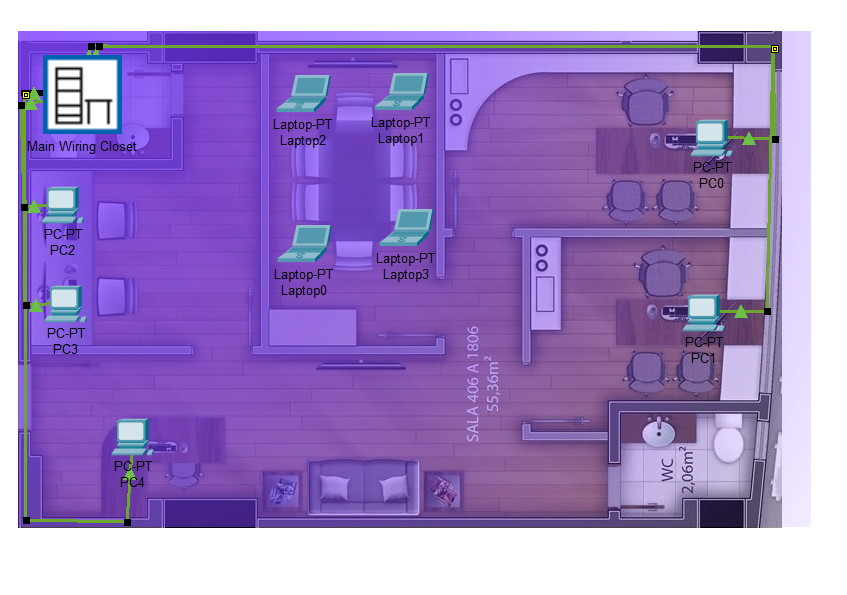 Main Wiring Closet
Laptop-PT
Laptop2
Laptop-PT
Laptop1
PC-PT
PC0
PC-PT
PC2
Laptop-PT
Laptop0
Laptop-PT
Laptop3
PC-PT
PC3
PC-PT
PC1
SALA 406 A 1806
55,36m²
PC-PT
PC4
WC
2,06m²